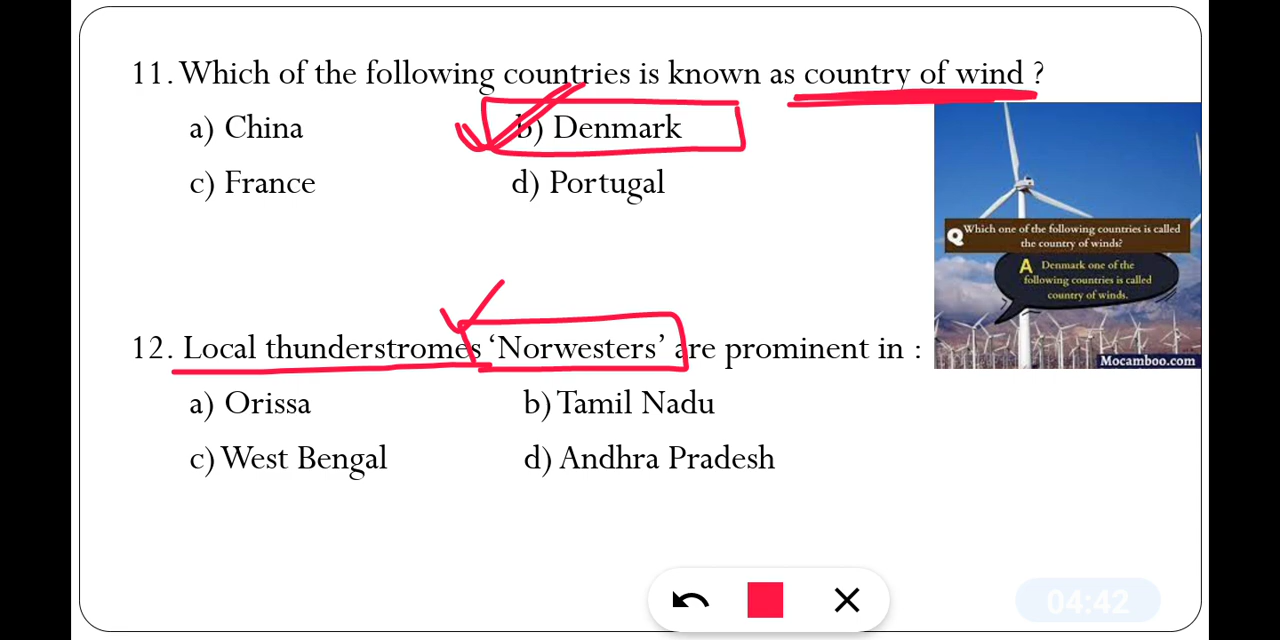 11. Which of the following countries is known as country of wind ?
a) China
b) Denmark
c) France
d) Portugal
Q Which one of the following countries is called
the country of winds?
A Denmark one of the
following countries is called
country of winds.
Mocamboo.com
12. Local thunderstromes ‘Norwesters’ are prominent in :
a) Orissa
b) Tamil Nadu
c) West Bengal
d) Andhra Pradesh
04:42